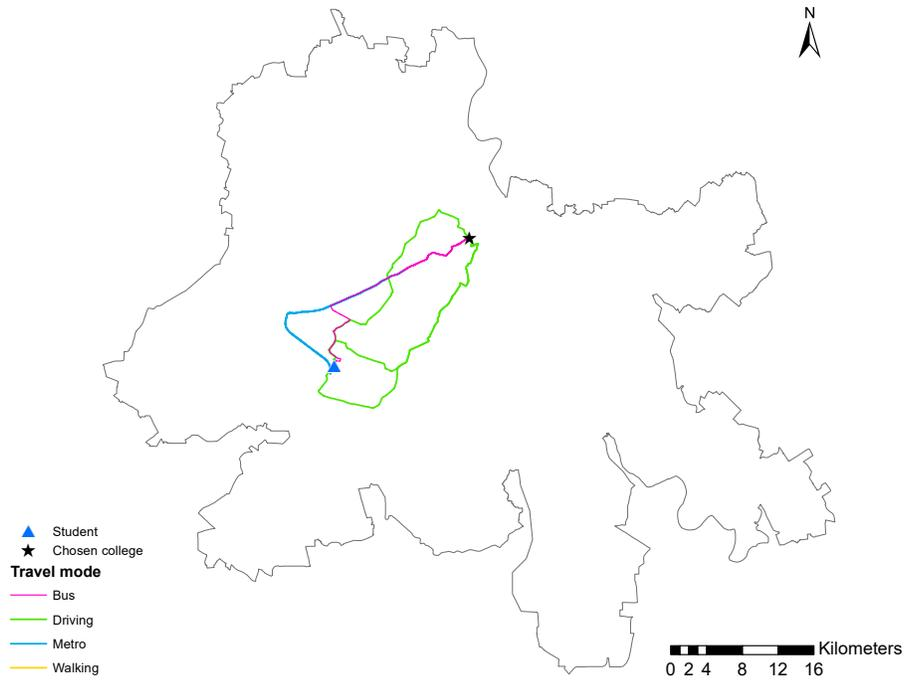 N
Student
Chosen college
Travel mode
Bus
Driving
Metro
Walking
Kilometers
0 2 4 8 12 16